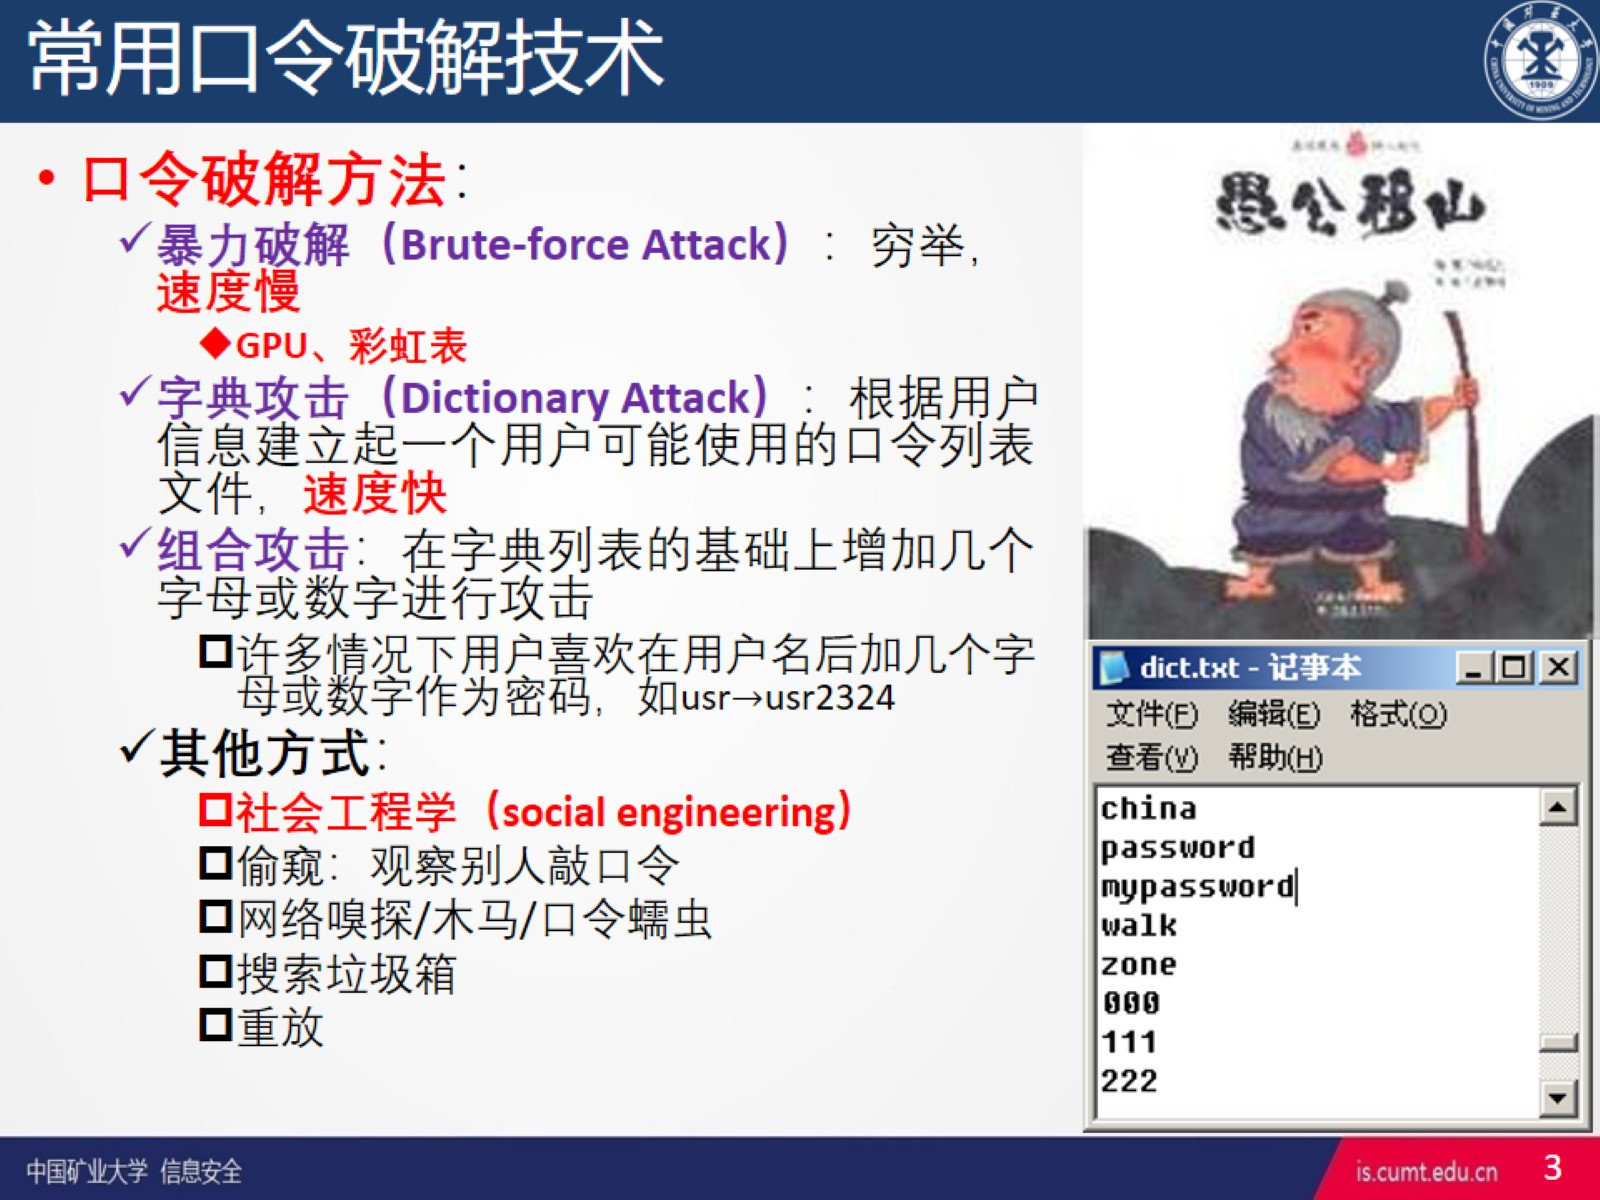 常用口令破解技术
• 口令破解方法：
✓暴力破解（Brute-force Attack）：穷举，
速度慢
◆GPU、彩虹表
✓字典攻击（Dictionary Attack）：根据用户
信息建立起一个用户可能使用的口令列表
文件，速度快
✓组合攻击：在字典列表的基础上增加几个
字母或数字进行攻击
许多情况下用户喜欢在用户名后加几个字
母或数字作为密码，如usr→usr2324
✓其他方式：
社会工程学（social engineering）
偷窥：观察别人敲口令
网络嗅探/木马/口令蠕虫
搜索垃圾箱
重放
愚公移山
dict.txt - 记事本
文件(F) 编辑(E) 格式(O)
查看(V) 帮助(H)
china
password
mypassword
walk
zone
000
111
222
中国矿业大学 信息安全
is.cumt.edu.cn 3
CHINA UNIVERSITY OF MINING AND TECHNOLOGY
1909